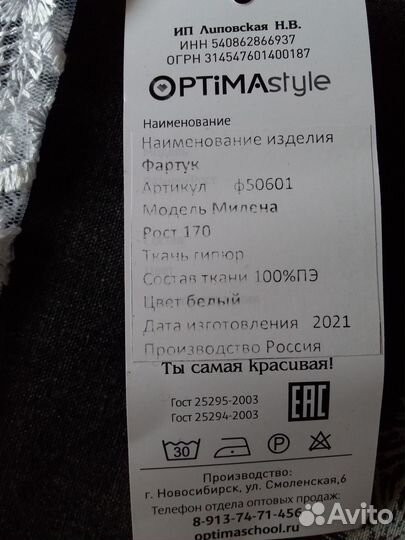 ИП Липовская Н.В.
ИНН 540862866937
ОГРН 314547601400187
OPTiMAstyle
Наименование
Наименование изделия
Фартук
Артикул ф50601
Модель Милена
Рост 170
Ткань гипюр
Состав ткани 100%ПЭ
Цвет белый
Дата изготовления 2021
Производство Россия
Ты самая красивая!
Гост 25295-2003
Гост 25294-2003
EAC
30
P
Производство:
г. Новосибирск, ул. Смоленская,6
Телефон отдела оптовых продаж:
8-913-74-71-456
optimaschool.ru
Avito